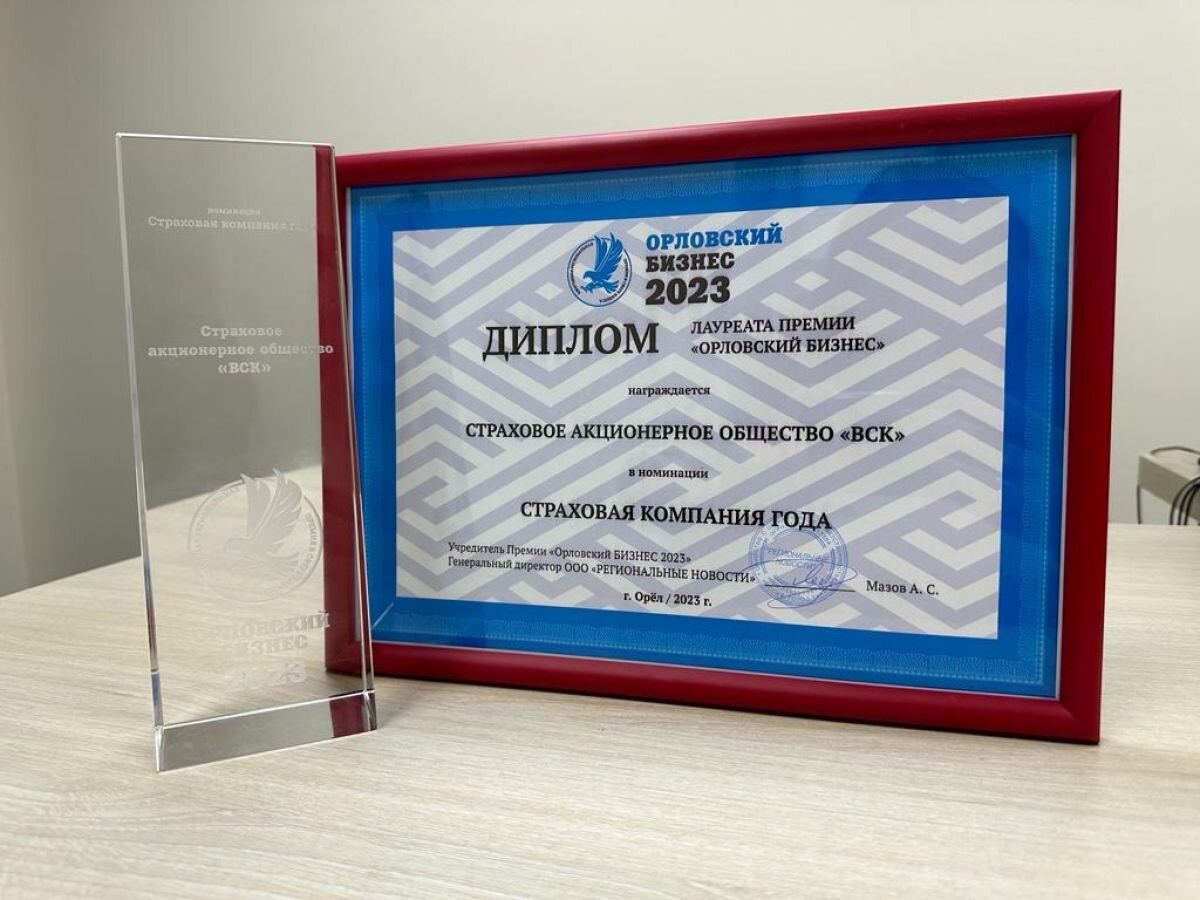 номинация
Страховая компания
Страховое
акционерное общество
«ВСК»
ОРЛОВСКИЙ
БИЗНЕС
2023
ОРЛОВСКИЙ
БИЗНЕС
2023
ДИПЛОМ
ЛАУРЕАТА ПРЕМИИ
«ОРЛОВСКИЙ БИЗНЕС»
награждается
СТРАХОВОЕ АКЦИОНЕРНОЕ ОБЩЕСТВО «ВСК»
в номинации
СТРАХОВАЯ КОМПАНИЯ ГОДА
Учредитель Премии «Орловский БИЗНЕС 2023»
Генеральный директор ООО «РЕГИОНАЛЬНЫЕ НОВОСТИ»
"РЕГИОНАЛЬНЫЕ
НОВОСТИ"
Мазов А. С.
г. Орёл / 2023 г.